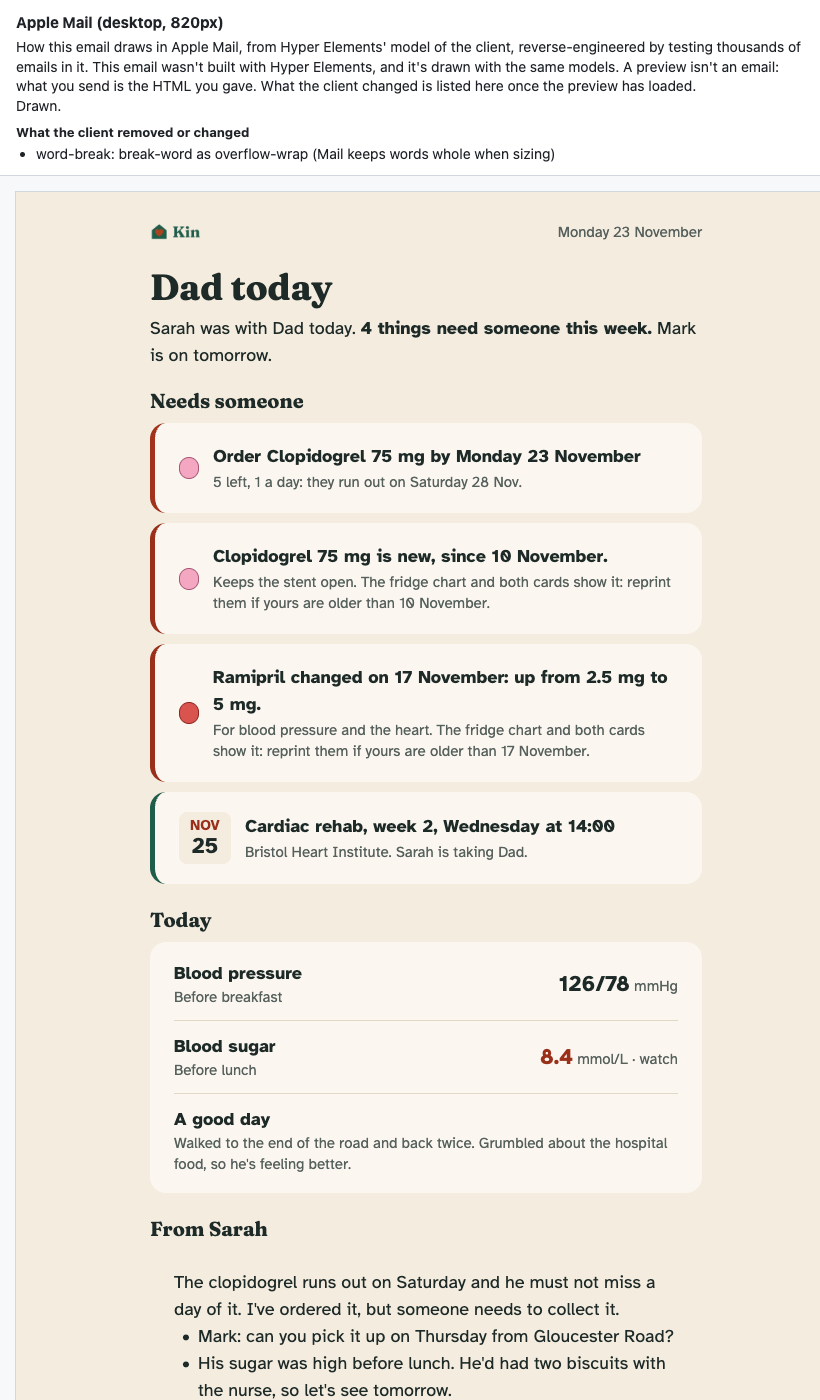 Apple Mail (desktop, 820px)
How this email draws in Apple Mail, from Hyper Elements' model of the client, reverse-engineered by testing thousands of
emails in it. This email wasn't built with Hyper Elements, and it's drawn with the same models. A preview isn't an email:
what you send is the HTML you gave. What the client changed is listed here once the preview has loaded.
Drawn.
What the client removed or changed
• word-break: break-word as overflow-wrap (Mail keeps words whole when sizing)
Kin
Monday 23 November
Dad today
Sarah was with Dad today. 4 things need someone this week. Mark
is on tomorrow.
Needs someone
Order Clopidogrel 75 mg by Monday 23 November
5 left, 1 a day: they run out on Saturday 28 Nov.
Clopidogrel 75 mg is new, since 10 November.
Keeps the stent open. The fridge chart and both cards show it: reprint
them if yours are older than 10 November.
Ramipril changed on 17 November: up from 2.5 mg to
5 mg.
For blood pressure and the heart. The fridge chart and both cards
show it: reprint them if yours are older than 17 November.
NOV
25
Cardiac rehab, week 2, Wednesday at 14:00
Bristol Heart Institute. Sarah is taking Dad.
Today
Blood pressure
Before breakfast
126/78 mmHg
Blood sugar
Before lunch
8.4 mmol/L · watch
A good day
Walked to the end of the road and back twice. Grumbled about the hospital
food, so he's feeling better.
From Sarah
The clopidogrel runs out on Saturday and he must not miss a
day of it. I've ordered it, but someone needs to collect it.
• Mark: can you pick it up on Thursday from Gloucester Road?
• His sugar was high before lunch. He'd had two biscuits with
the nurse, so let's see tomorrow.